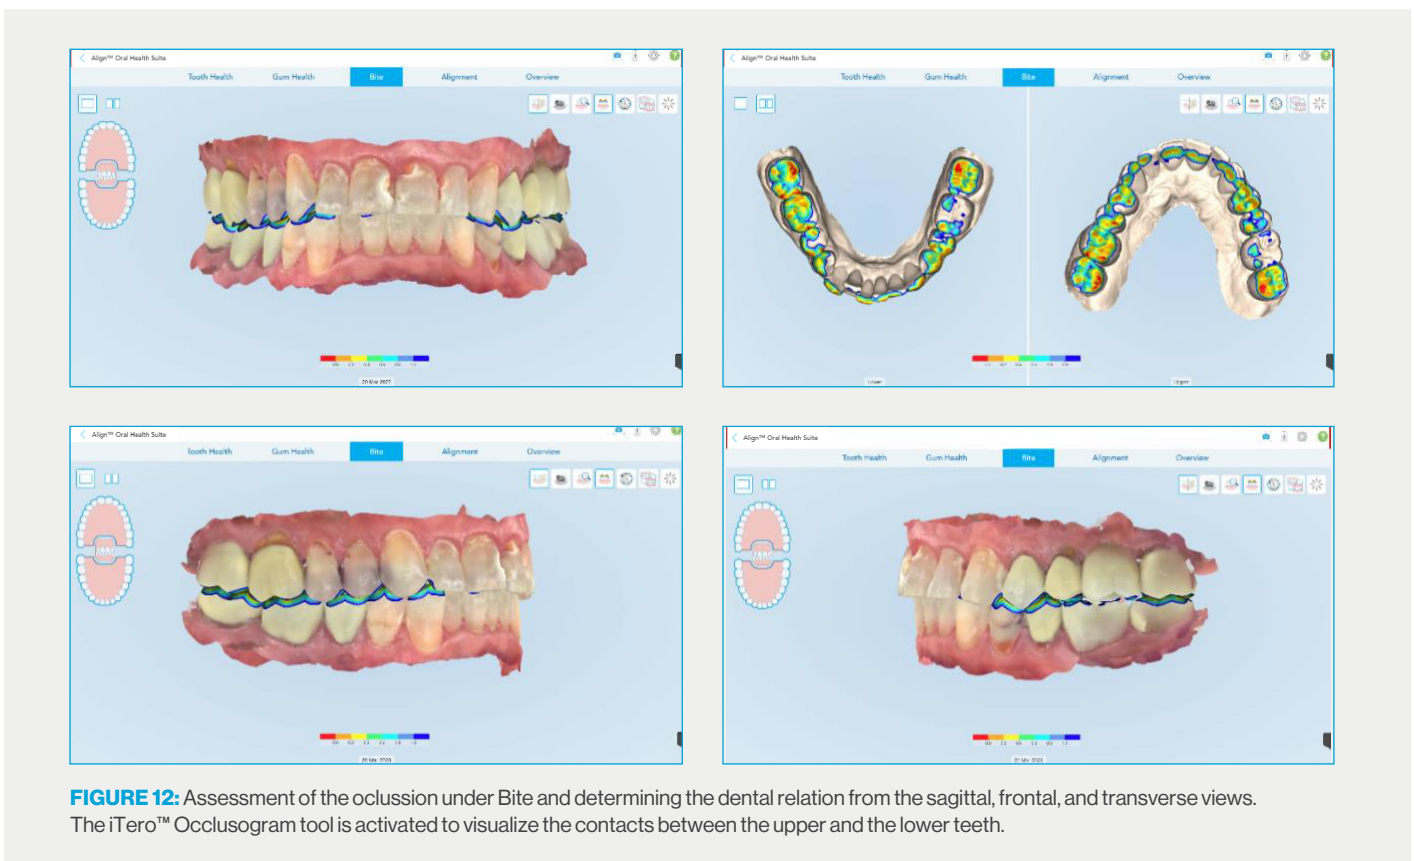 Align™ Oral Health Suite
Tooth Health Gum Health Bite Alignment Overview
Align™ Oral Health Suite
Tooth Health Gum Health Bite Alignment Overview
Lower Upper
Align™ Oral Health Suite
Tooth Health Gum Health Bite Alignment Overview
Align™ Oral Health Suite
Tooth Health Gum Health Bite Alignment Overview
FIGURE 12: Assessment of the oclussion under Bite and determining the dental relation from the sagittal, frontal, and transverse views.
The iTero™ Occlusogram tool is activated to visualize the contacts between the upper and the lower teeth.